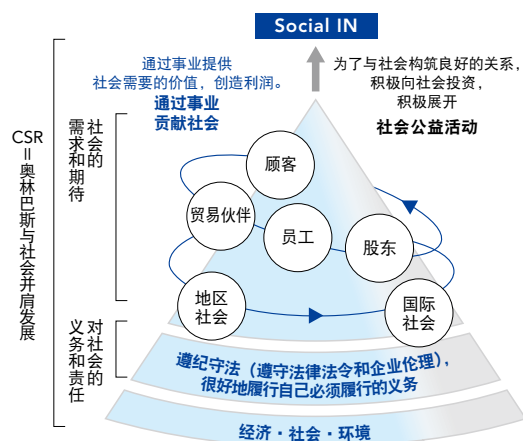 Social IN
通过事业提供
社会需要的价值，创造利润。
通过事业
贡献社会
为了与社会构筑良好的关系，
积极向社会投资，
积极展开
社会公益活动
CSR=奥林巴斯与社会并肩发展
社会的
需求和期待
顾客
贸易伙伴
员工
股东
地区
社会
国际
社会
对社会的
义务和责任
遵纪守法（遵守法律法令和企业伦理），
很好地履行自己必须履行的义务
经济·社会·环境